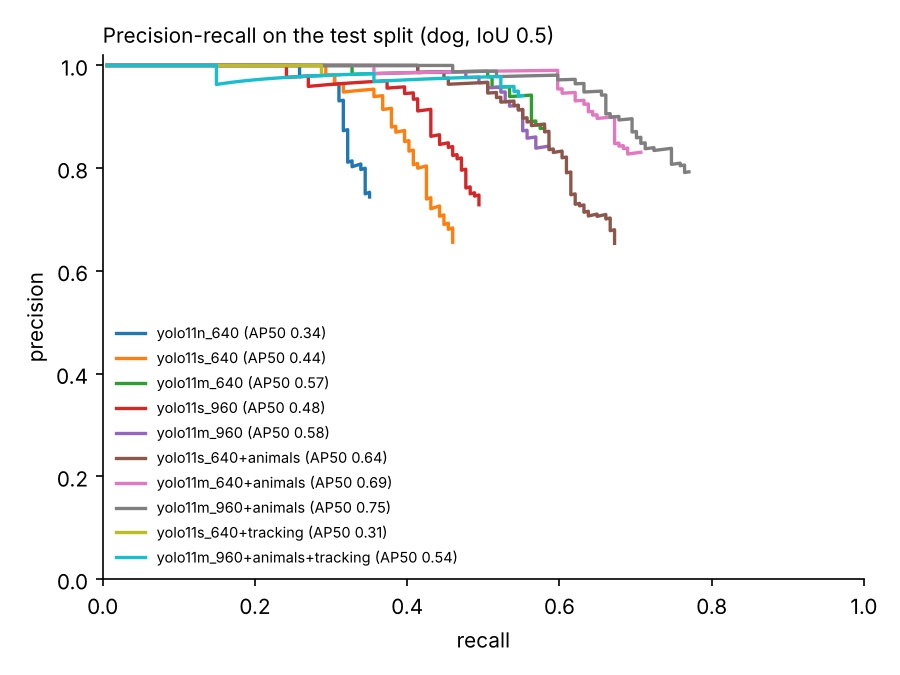 Precision-recall on the test split (dog, IoU 0.5)
1.0
0.8
0.6
0.4
0.2
0.0
precision
yolo11n_640 (AP50 0.34)
yolo11s_640 (AP50 0.44)
yolo11m_640 (AP50 0.57)
yolo11s_960 (AP50 0.48)
yolo11m_960 (AP50 0.58)
yolo11s_640+animals (AP50 0.64)
yolo11m_640+animals (AP50 0.69)
yolo11m_960+animals (AP50 0.75)
yolo11s_640+tracking (AP50 0.31)
yolo11m_960+animals+tracking (AP50 0.54)
0.0 0.2 0.4 0.6 0.8 1.0
recall